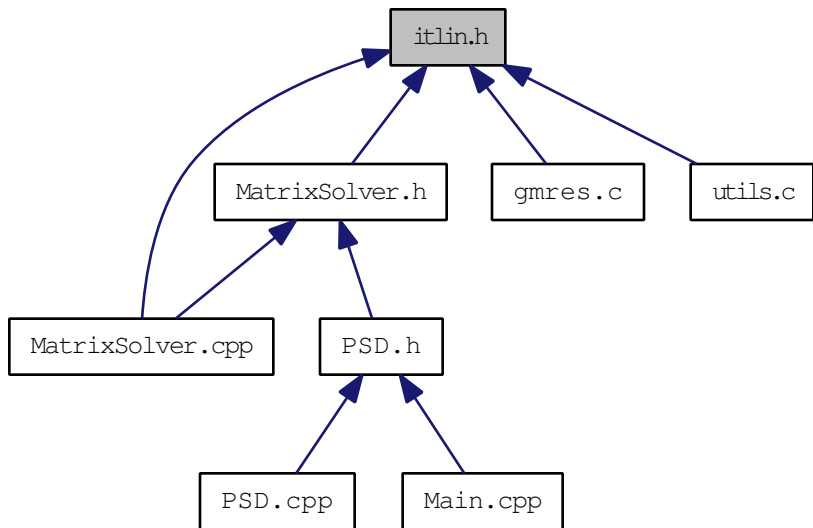 itlin.h
MatrixSolver.h
gmres.c
utils.c
MatrixSolver.cpp
PSD.h
PSD.cpp
Main.cpp